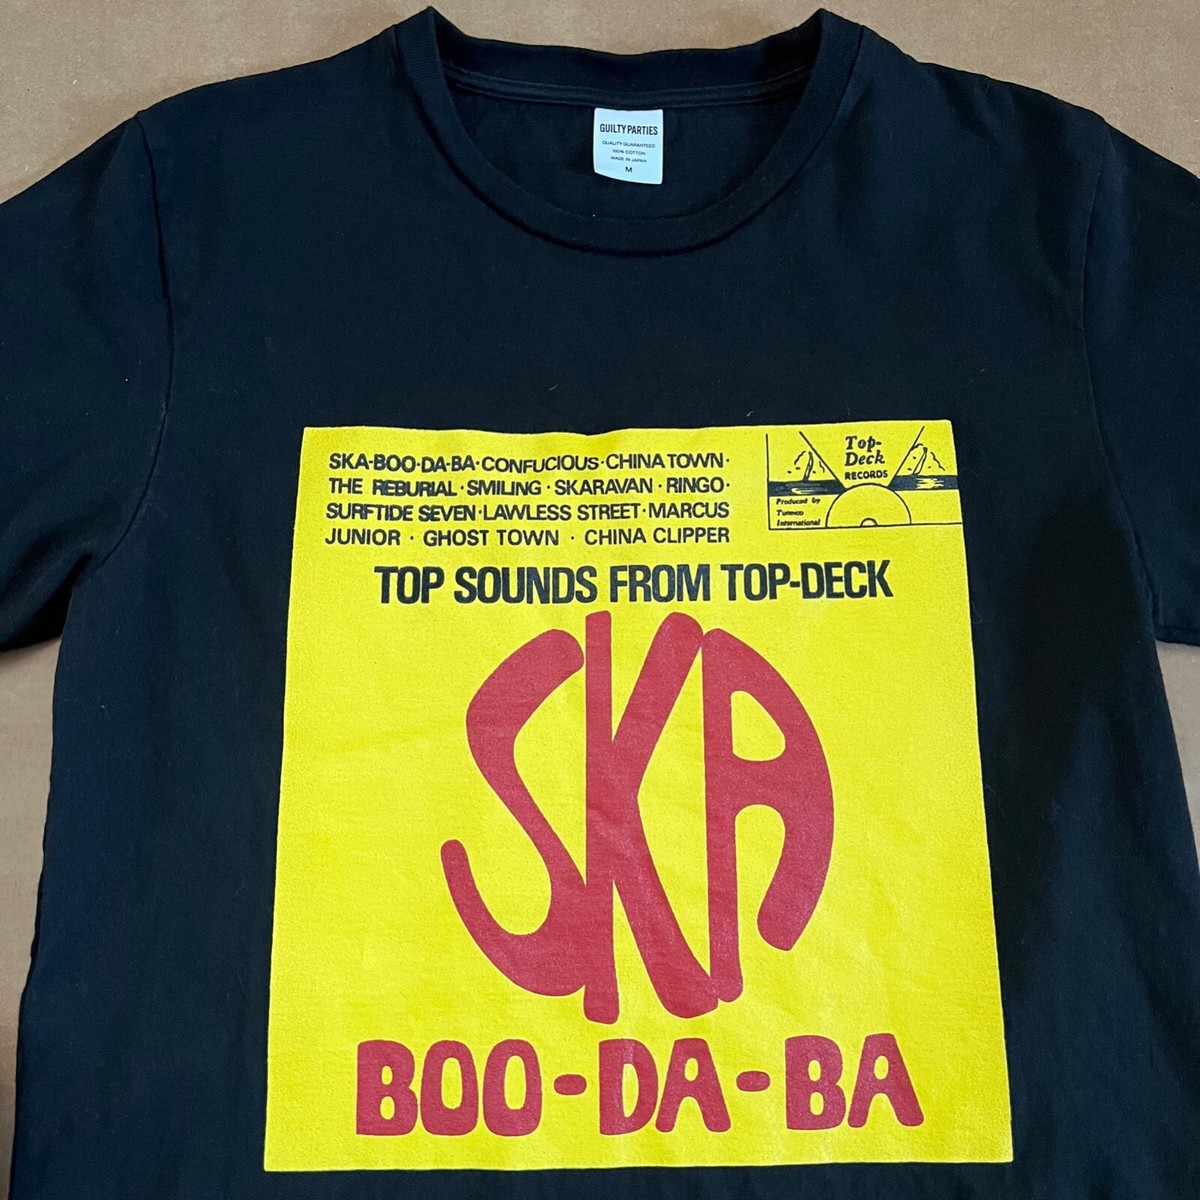 GUILTY PARTIES
QUALITY GUARANTEED
100% COTTON
MADE IN JAPAN
M
SKA-BOO-DA-BA·CONFUCIOUS·CHINA TOWN·
THE REBURIAL·SMILING·SKARAVAN·RINGO·
SURFTIDE SEVEN·LAWLESS STREET·MARCUS
JUNIOR · GHOST TOWN · CHINA CLIPPER
Top-
Deck
RECORDS
Produced by
Tuneico
International
TOP SOUNDS FROM TOP-DECK
SKA
BOO-DA-BA